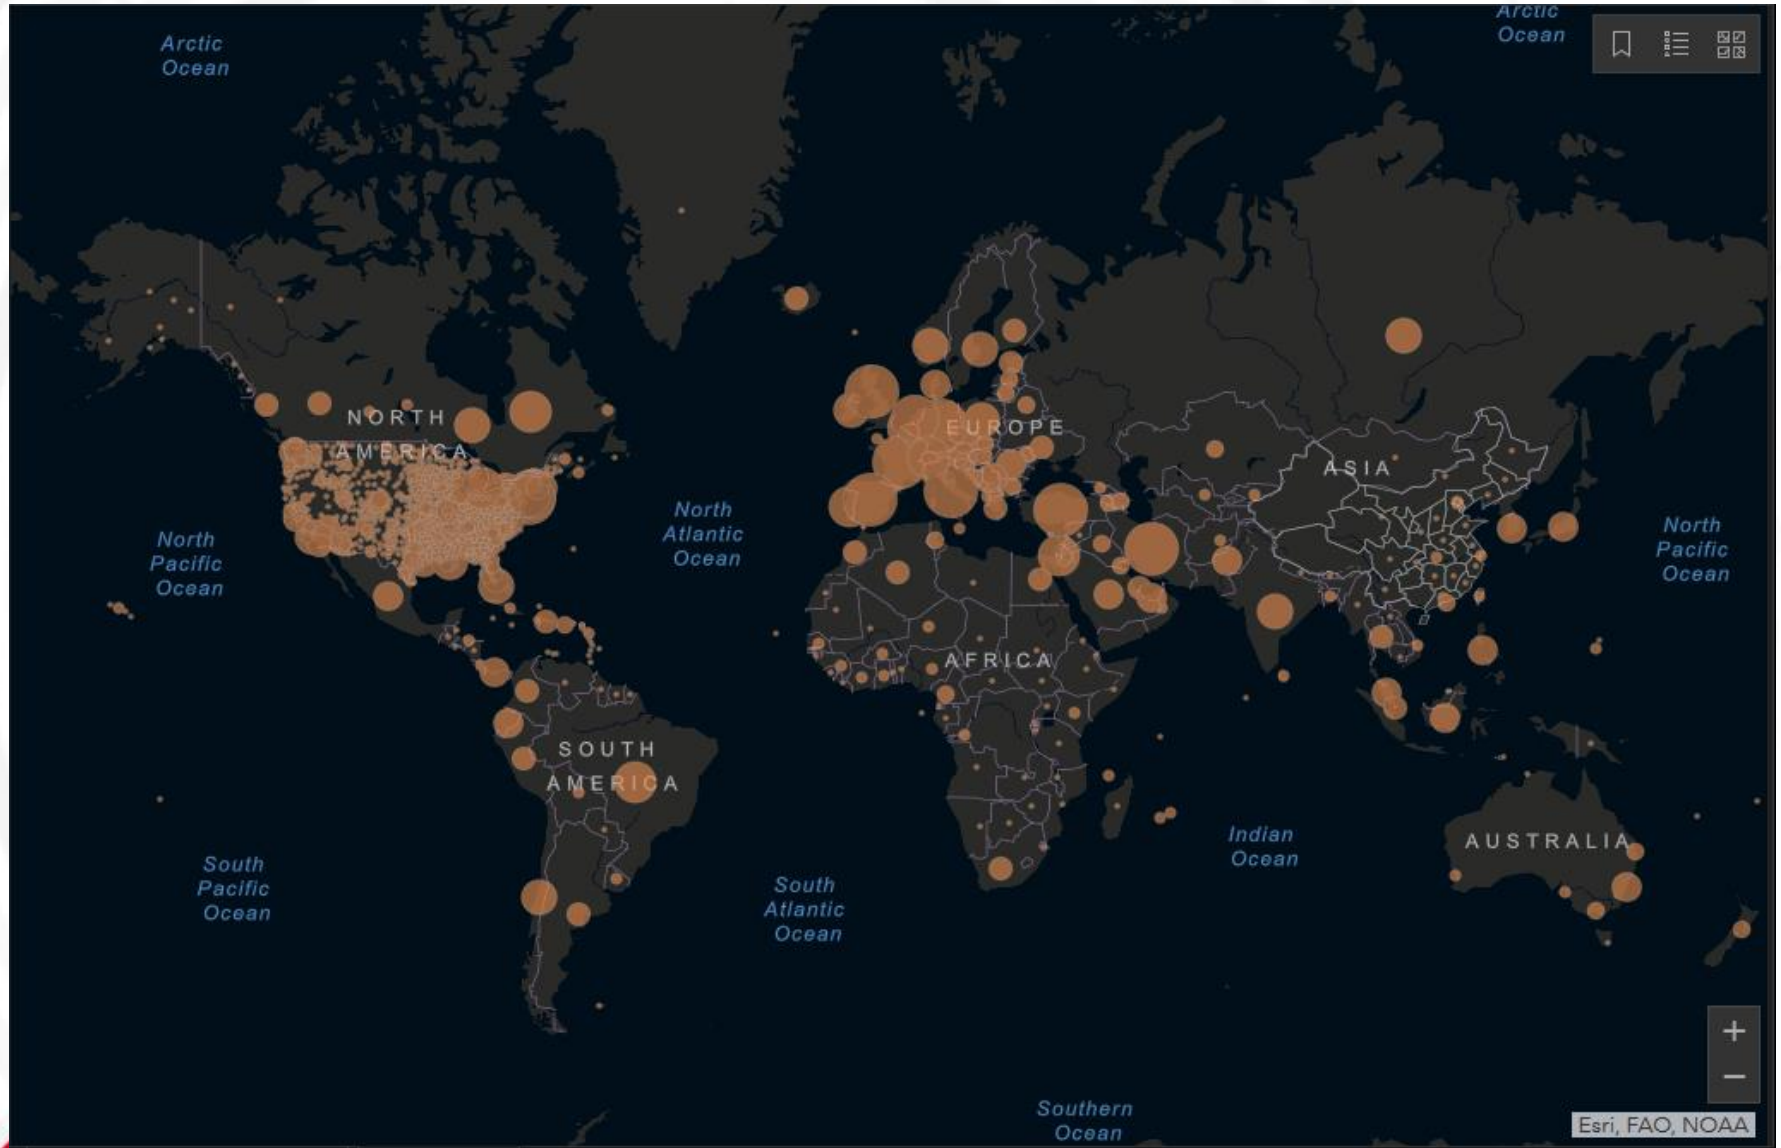 Arctic
Ocean
Arctic
Ocean
NORTH
AMERICA
EUROPE
ASIA
North
Atlantic
Ocean
North
Pacific
Ocean
North
Pacific
Ocean
AFRICA
SOUTH
AMERICA
AUSTRALIA
Indian
Ocean
South
Pacific
Ocean
South
Atlantic
Ocean
+
−
Southern
Ocean
Esri, FAO, NOAA